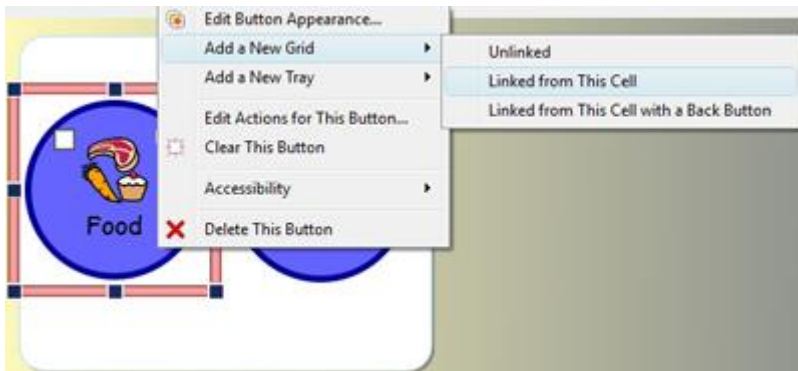 Edit Button Appearance...
Add a New Grid
Add a New Tray
Edit Actions for This Button...
Clear This Button
Accessibility
Delete This Button
Unlinked
Linked from This Cell
Linked from This Cell with a Back Button
Food